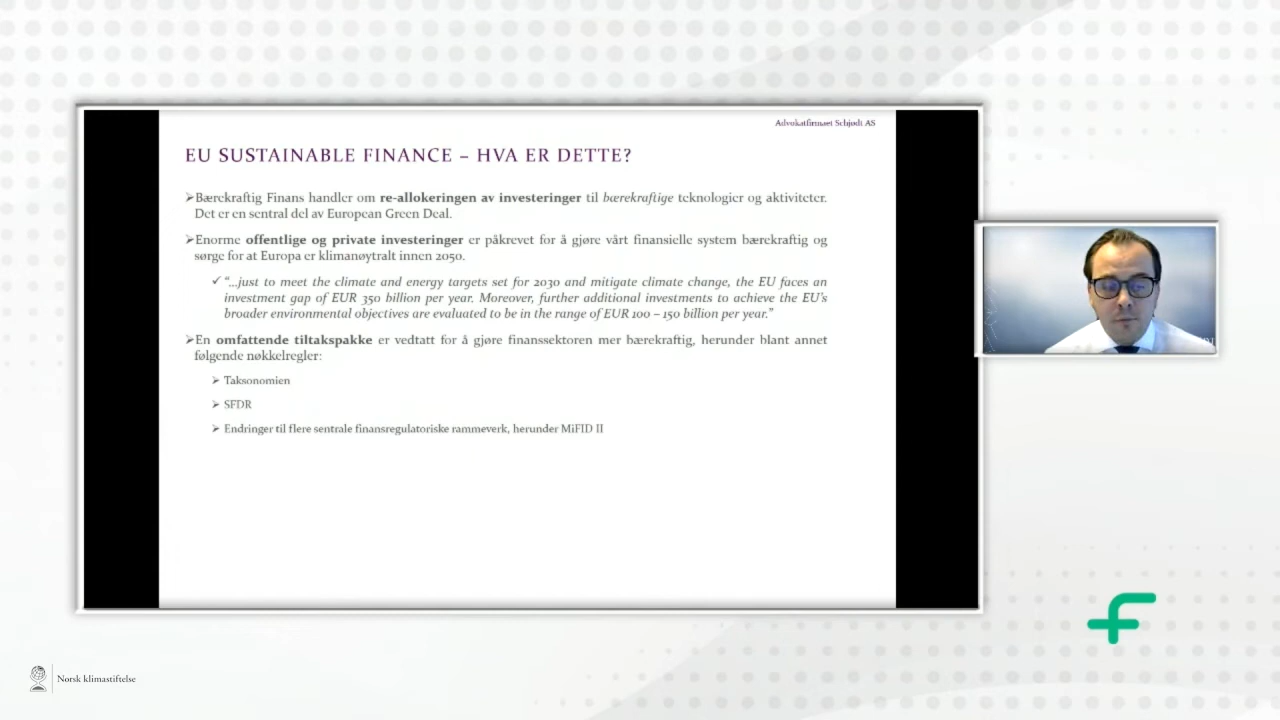 Advokatfirmaet Schjødt AS
EU SUSTAINABLE FINANCE – HVA ER DETTE?
➢Bærekraftig Finans handler om re-allokeringen av investeringer til bærekraftige teknologier og aktiviteter.
Det er en sentral del av European Green Deal.
➢Enorme offentlige og private investeringer er påkrevet for å gjøre vårt finansielle system bærekraftig og
sørge for at Europa er klimanøytralt innen 2050.
✓ “…just to meet the climate and energy targets set for 2030 and mitigate climate change, the EU faces an
investment gap of EUR 350 billion per year. Moreover, further additional investments to achieve the EU’s
broader environmental objectives are evaluated to be in the range of EUR 100 – 150 billion per year.”
➢En omfattende tiltakspakke er vedtatt for å gjøre finanssektoren mer bærekraftig, herunder blant annet
følgende nøkkelregler:
➢ Taksonomien
➢ SFDR
➢ Endringer til flere sentrale finansregulatoriske rammeverk, herunder MiFID II
Norsk klimastiftelse